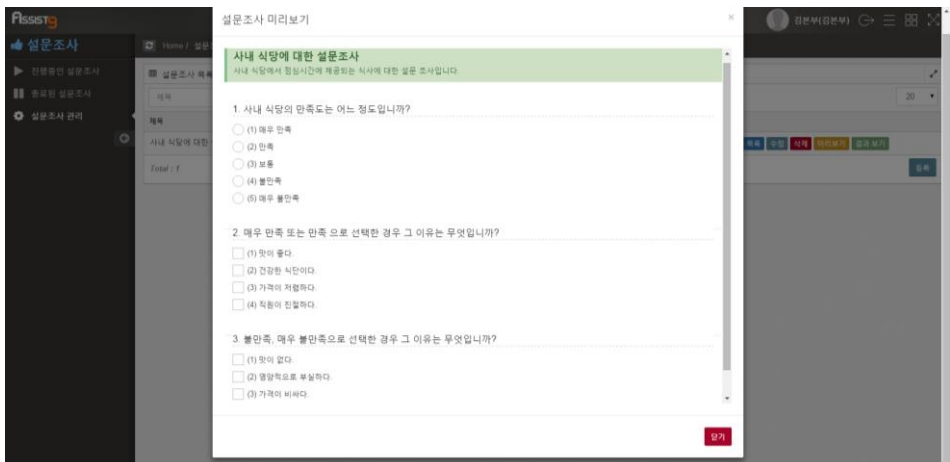 Assist9
설문조사
진행중인 설문조사
종료된 설문조사
설문조사 관리
Home / 설문
설문조사 목록
제목
제목
사내 식당에 대한
Total : 1
김본부(김본부)
20
목록 수정 삭제 미리보기 결과 보기
등록
설문조사 미리보기
×
사내 식당에 대한 설문조사
사내 식당에서 점심시간에 제공되는 식사에 대한 설문 조사입니다.
1. 사내 식당의 만족도는 어느 정도입니까?
(1) 매우 만족
(2) 만족
(3) 보통
(4) 불만족
(5) 매우 불만족
2. 매우 만족 또는 만족 으로 선택한 경우 그 이유는 무엇입니까?
(1) 맛이 좋다.
(2) 건강한 식단이다.
(3) 가격이 저렴하다.
(4) 직원이 친절하다.
3. 불만족, 매우 불만족으로 선택한 경우 그 이유는 무엇입니까?
(1) 맛이 없다.
(2) 영양적으로 부실하다.
(3) 가격이 비싸다.
닫기